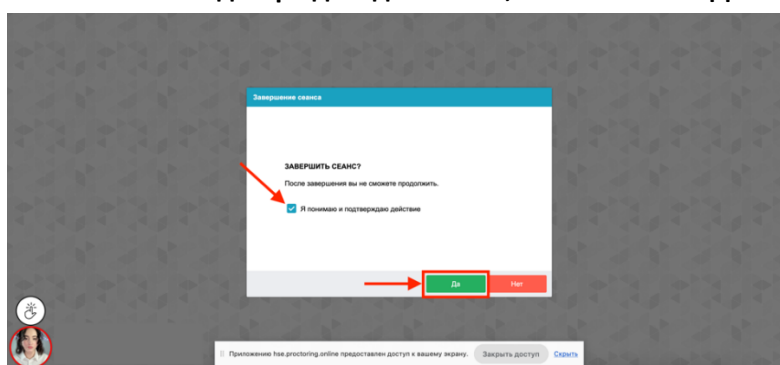 Завершение сеанса
ЗАВЕРШИТЬ СЕАНС?
После завершения вы не сможете продолжить.
Я понимаю и подтверждаю действие
Да Нет
Приложению hse.proctoring.online предоставлен доступ к вашему экрану. Закрыть доступ Скрыть